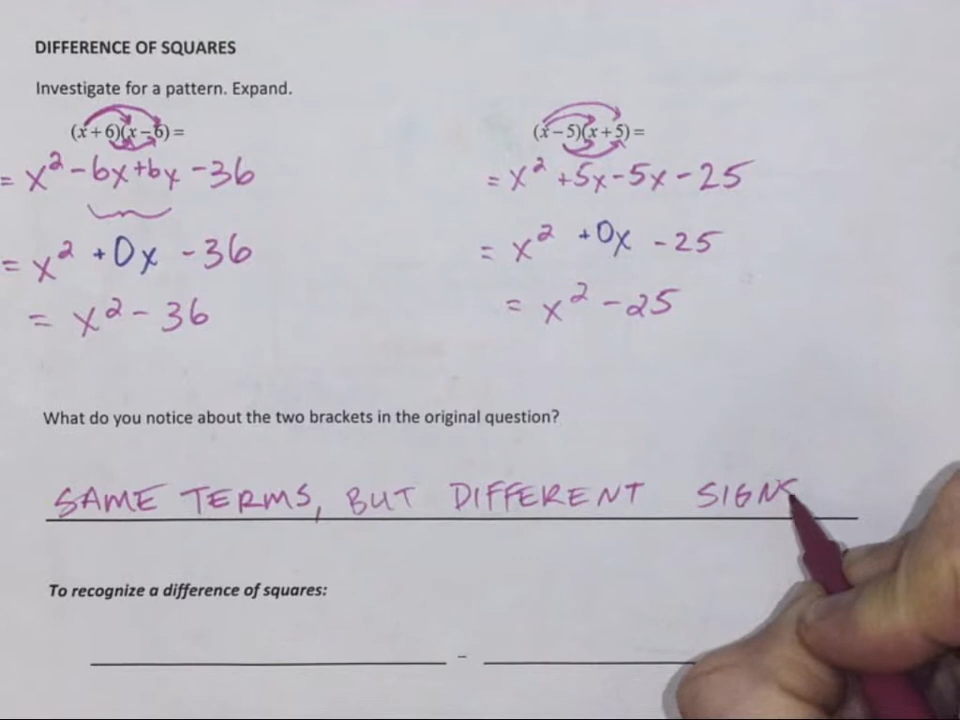 DIFFERENCE OF SQUARES
Investigate for a pattern. Expand.
(x+6)(x-6)=
= x² -6x+6x -36
= x² +0x -36
= x² - 36
(x-5)(x+5)=
= x² +5x-5x-25
= x² +0x -25
= x² -25
What do you notice about the two brackets in the original question?
SAME TERMS, BUT DIFFERENT SIGNS
To recognize a difference of squares:
-